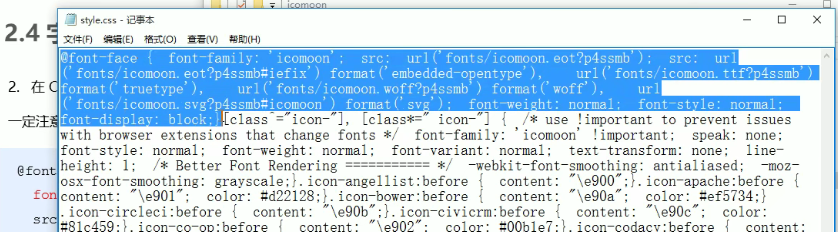 icomoon
style.css - 记事本
文件(F) 编辑(E) 格式(O) 查看(V) 帮助(H)
2.4 字
2. 在 C
一定注意
@font
font
src
@font-face {  font-family: 'icomoon';  src:  url('fonts/icomoon.eot?p4ssmb');  src:  url
('fonts/icomoon.eot?p4ssmb#iefix') format('embedded-opentype'),    url('fonts/icomoon.ttf?p4ssmb')
format('truetype'),    url('fonts/icomoon.woff?p4ssmb') format('woff'),    url
('fonts/icomoon.svg?p4ssmb#icomoon') format('svg');  font-weight: normal;  font-style: normal;
font-display: block;}[class^="icon-"], [class*=" icon-"] {  /* use !important to prevent issues
with browser extensions that change fonts */  font-family: 'icomoon' !important;  speak: none;
font-style: normal;  font-weight: normal;  font-variant: normal;  text-transform: none;  line-
height: 1;  /* Better Font Rendering =========== */  -webkit-font-smoothing: antialiased;  -moz-
osx-font-smoothing: grayscale;}.icon-angellist:before {  content: "\e900";}.icon-apache:before {
content: "\e901";  color: #d22128;}.icon-bower:before {  content: "\e90a";  color: #ef5734;}
.icon-circleci:before {  content: "\e90b";}.icon-civicrm:before {  content: "\e90c";  color:
#81c459;}.icon-co-op:before {  content: "\e902";  color: #00b1e7;}.icon-codacy:before {  content: